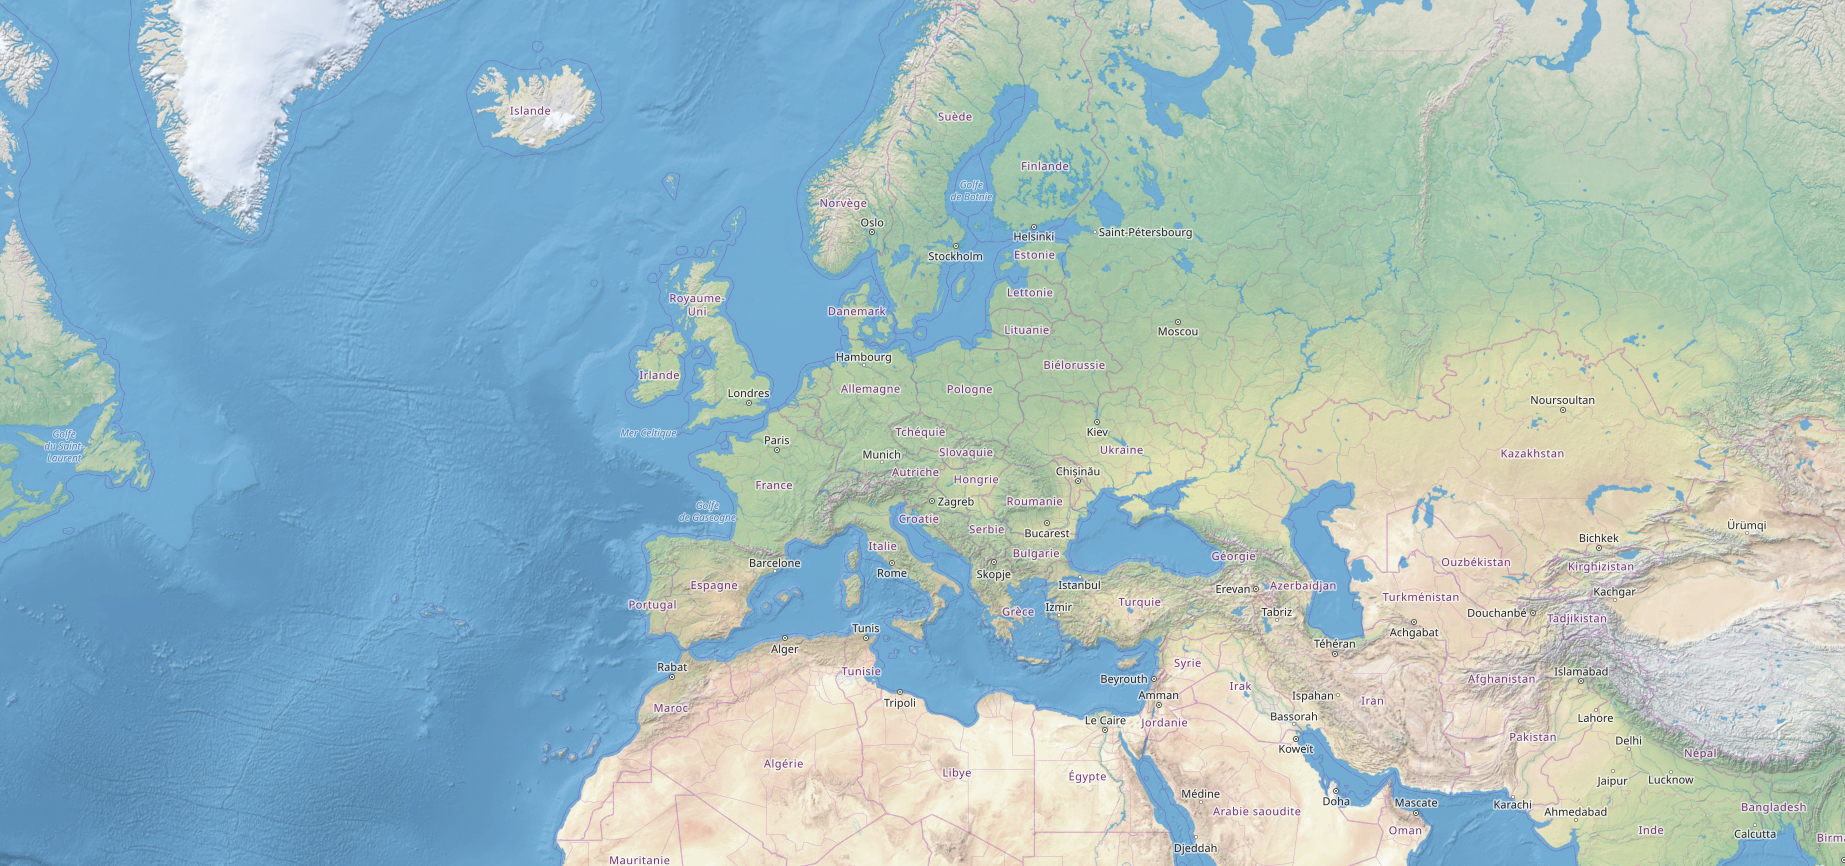 Islande
Suède
Finlande
Golfe
de Botnie
Norvège
Oslo
Helsinki
Saint-Pétersbourg
Stockholm
Estonie
Lettonie
Royaume-
Uni
Danemark
Lituanie
Moscou
Hambourg
Biélorussie
Irlande
Allemagne
Pologne
Londres
Noursoultan
Golfe
du Saint-
Laurent
Mer Celtique
Paris
Tchéquie
Kiev
Munich
Slovaquie
Ukraine
Kazakhstan
Autriche
Chișinău
France
Hongrie
Zagreb
Roumanie
Golfe
de Gascogne
Croatie
Serbie
Bucarest
Ürümqi
Bichkek
Italie
Bulgarie
Géorgie
Barcelone
Rome
Skopje
Ouzbékistan
Kirghizistan
Espagne
Istanbul
Erevan
Azerbaïdjan
Kachgar
Portugal
Grèce
Izmir
Turquie
Tabriz
Turkménistan
Douchanbé
Tadjikistan
Tunis
Achgabat
Alger
Téhéran
Rabat
Tunisie
Syrie
Beyrouth
Afghanistan
Islamabad
Irak
Amman
Ispahan
Iran
Tripoli
Maroc
Le Caire
Jordanie
Bassorah
Lahore
Koweït
Pakistan
Delhi
Népal
Algérie
Libye
Égypte
Jaipur
Lucknow
Médine
Doha
Mascate
Karachi
Arabie saoudite
Ahmedabad
Bangladesh
Oman
Inde
Calcutta
Birm
Djeddah
Mauritanie